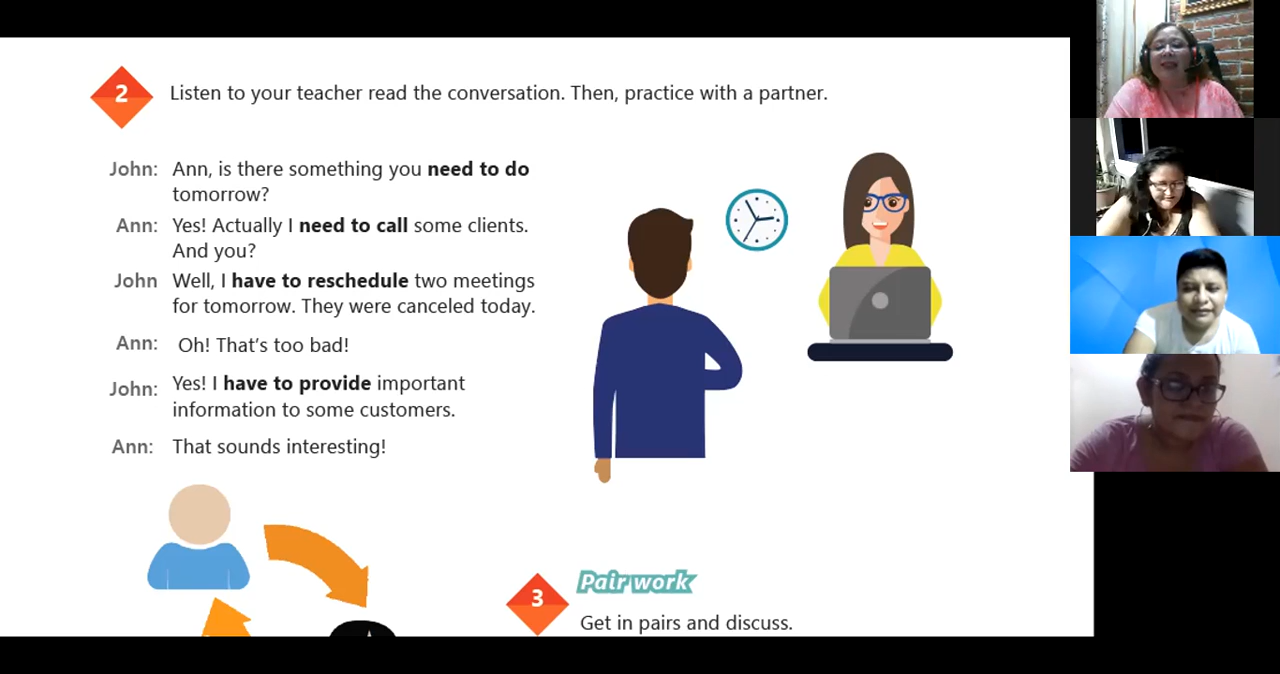 2
Listen to your teacher read the conversation. Then, practice with a partner.
John: Ann, is there something you need to do
tomorrow?
Ann: Yes! Actually I need to call some clients.
And you?
John Well, I have to reschedule two meetings
for tomorrow. They were canceled today.
Ann: Oh! That's too bad!
John: Yes! I have to provide important
information to some customers.
Ann: That sounds interesting!
3
Pair work
Get in pairs and discuss.